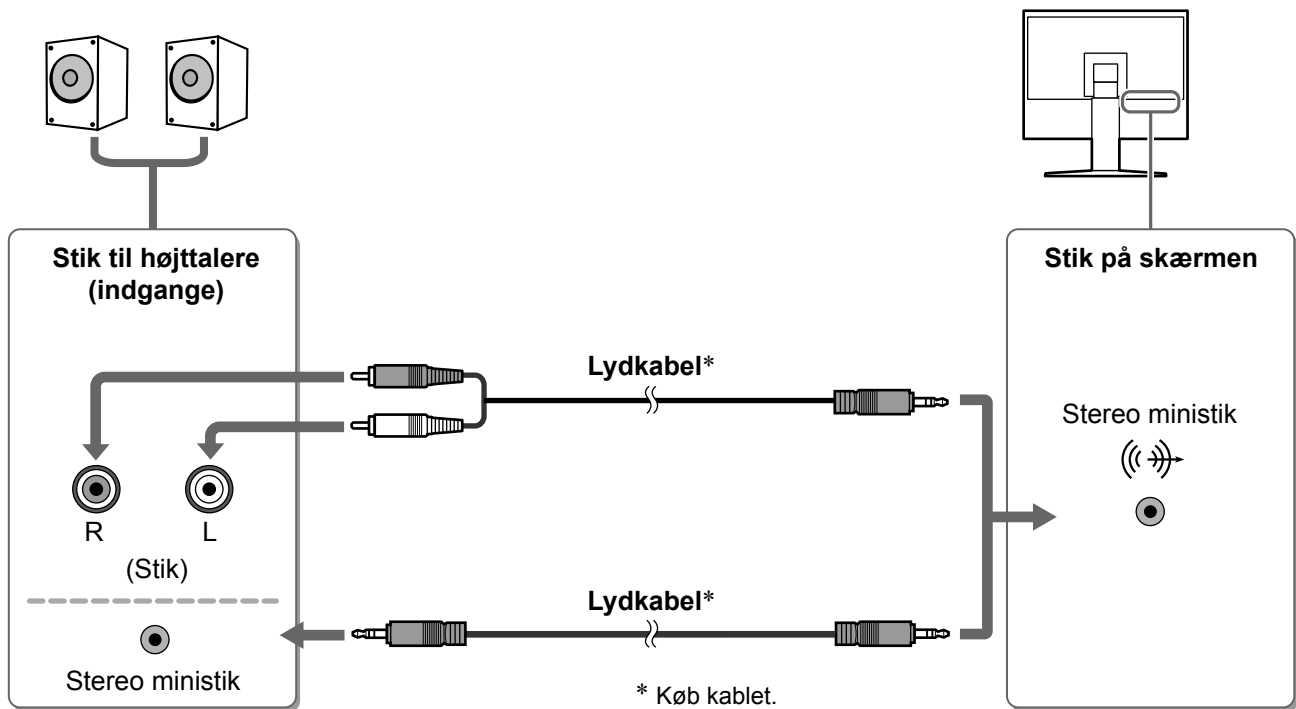 Stik til højttalere
(indgange)
R L
(Stik)
Stereo ministik
Lydkabel*
Lydkabel*
* Køb kablet.
Stik på skærmen
Stereo ministik